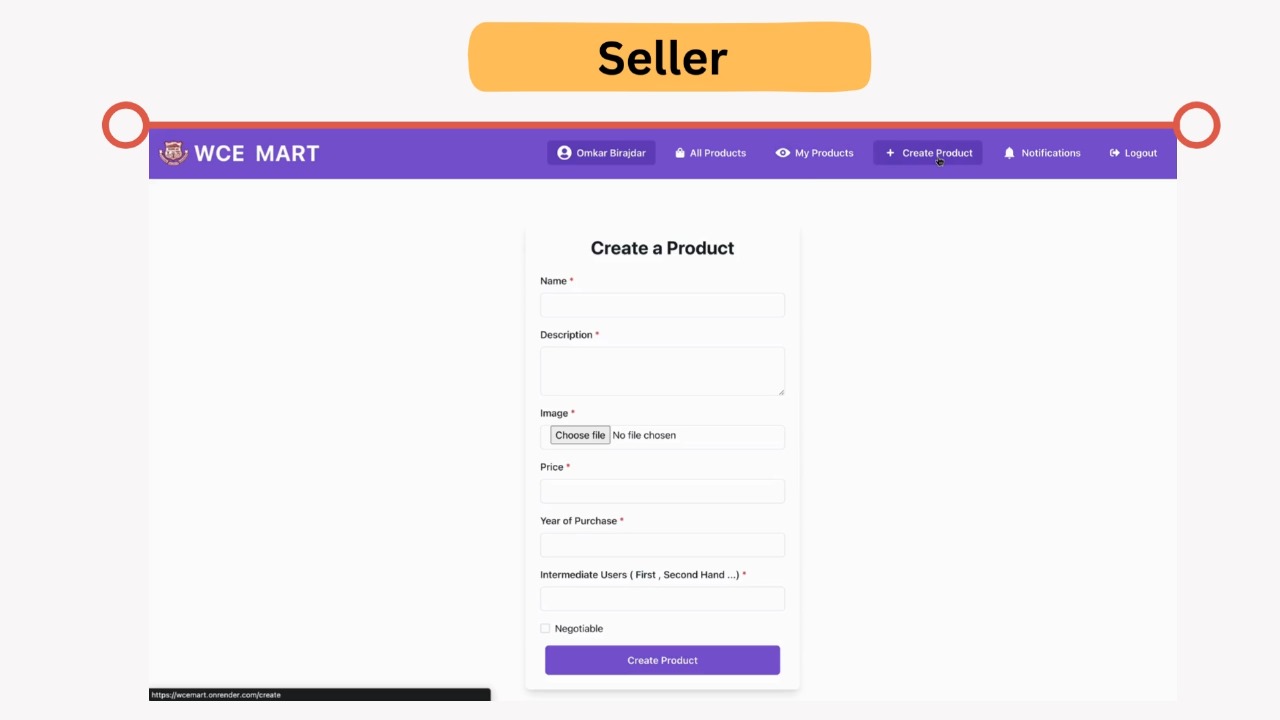 Seller
WCE MART
Omkar Birajdar
All Products
My Products
+ Create Product
Notifications
Logout
Create a Product
Name *
Description *
Image *
Choose file No file chosen
Price *
Year of Purchase *
Intermediate Users ( First , Second Hand ...) *
Negotiable
Create Product
https://wcemart.onrender.com/create